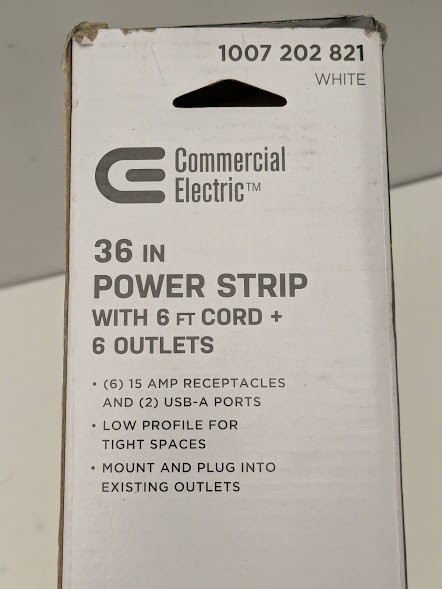 1007 202 821
WHITE
Commercial
Electric™
36 IN
POWER STRIP
WITH 6 FT CORD +
6 OUTLETS
• (6) 15 AMP RECEPTACLES
AND (2) USB-A PORTS
• LOW PROFILE FOR
TIGHT SPACES
• MOUNT AND PLUG INTO
EXISTING OUTLETS